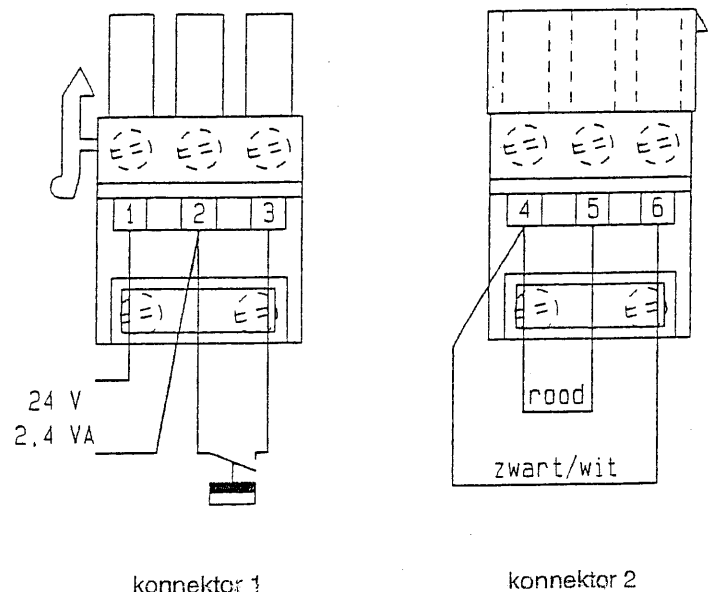 1 2 3
4 5 6
24 V
2,4 VA
rood
zwart/wit
konnektor 1
konnektor 2